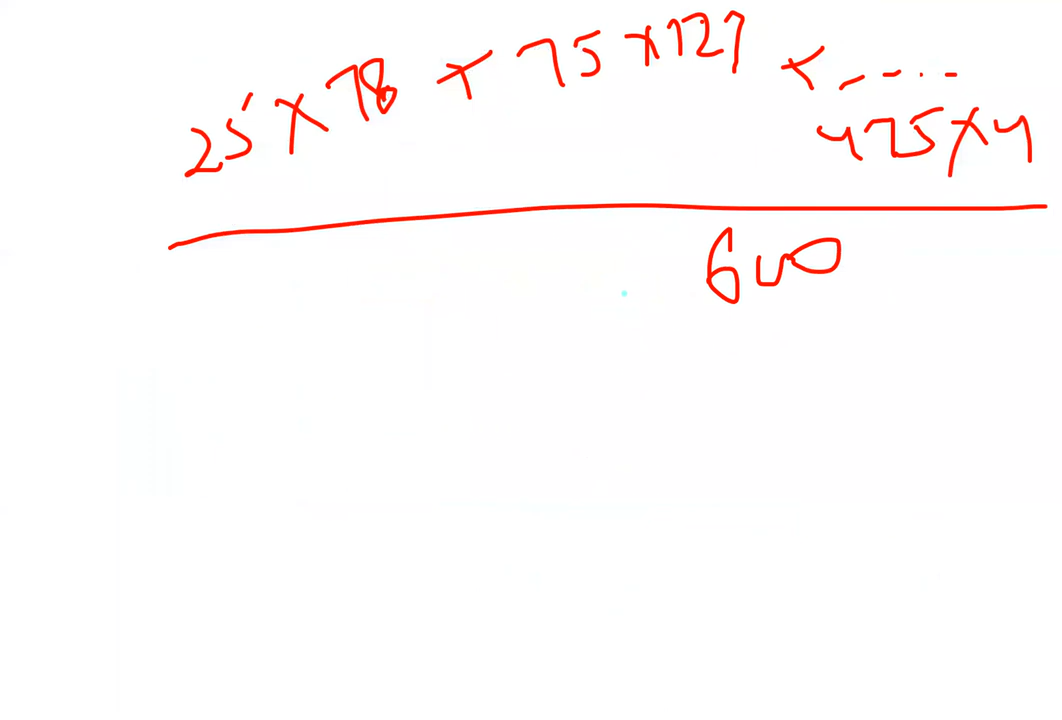 25 × 78 + 75 × 127 + - - - . . 
425 × 4
600